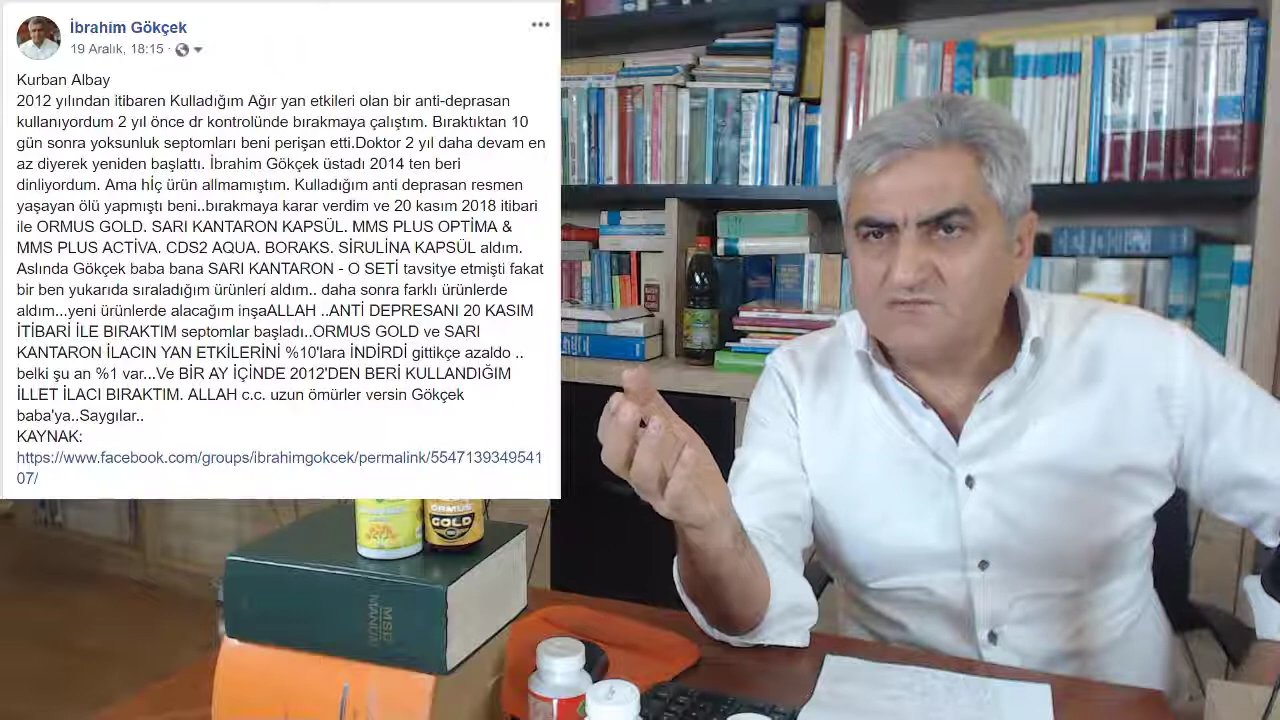 İbrahim Gökçek
19 Aralık, 18:15 ·
Kurban Albay
2012 yılından itibaren Kulladığım Ağır yan etkileri olan bir anti-deprasan
kullanıyordum 2 yıl önce dr kontrolünde bırakmaya çalıştım. Bıraktıktan 10
gün sonra yoksunluk septomları beni perişan etti.Doktor 2 yıl daha devam en
az diyerek yeniden başlattı. İbrahim Gökçek üstadı 2014 ten beri
dinliyordum. Ama hİç ürün allmamıştım. Kulladığım anti deprasan resmen
yaşayan ölü yapmıştı beni..bırakmaya karar verdim ve 20 kasım 2018 itibari
ile ORMUS GOLD. SARI KANTARON KAPSÜL. MMS PLUS OPTİMA &
MMS PLUS ACTİVA. CDS2 AQUA. BORAKS. SİRULİNA KAPSÜL aldım.
Aslında Gökçek baba bana SARI KANTARON - O SETİ tavsitye etmişti fakat
bir ben yukarıda sıraladıgım ürünleri aldım.. daha sonra farklı ürünlerde
aldım...yeni ürünlerde alacağım inşaALLAH ..ANTİ DEPRESANI 20 KASIM
İTİBARI İLE BIRAKTIM septomlar başladı..ORMUS GOLD ve SARI
KANTARON İLACIN YAN ETKİLERİNİ %10'lara İNDİRDİ gittikçe azaldo ..
belki şu an %1 var...Ve BİR AY İÇİNDE 2012'DEN BERİ KULLANDIĞIM
İLLET İLACI BIRAKTIM. ALLAH c.c. uzun ömürler versin Gökçek
baba'ya..Saygılar..
KAYNAK:
https://www.facebook.com/groups/ibrahimgokcek/permalink/5547139349541
07/
ORMUS
GOLD
MSD
MANUAL